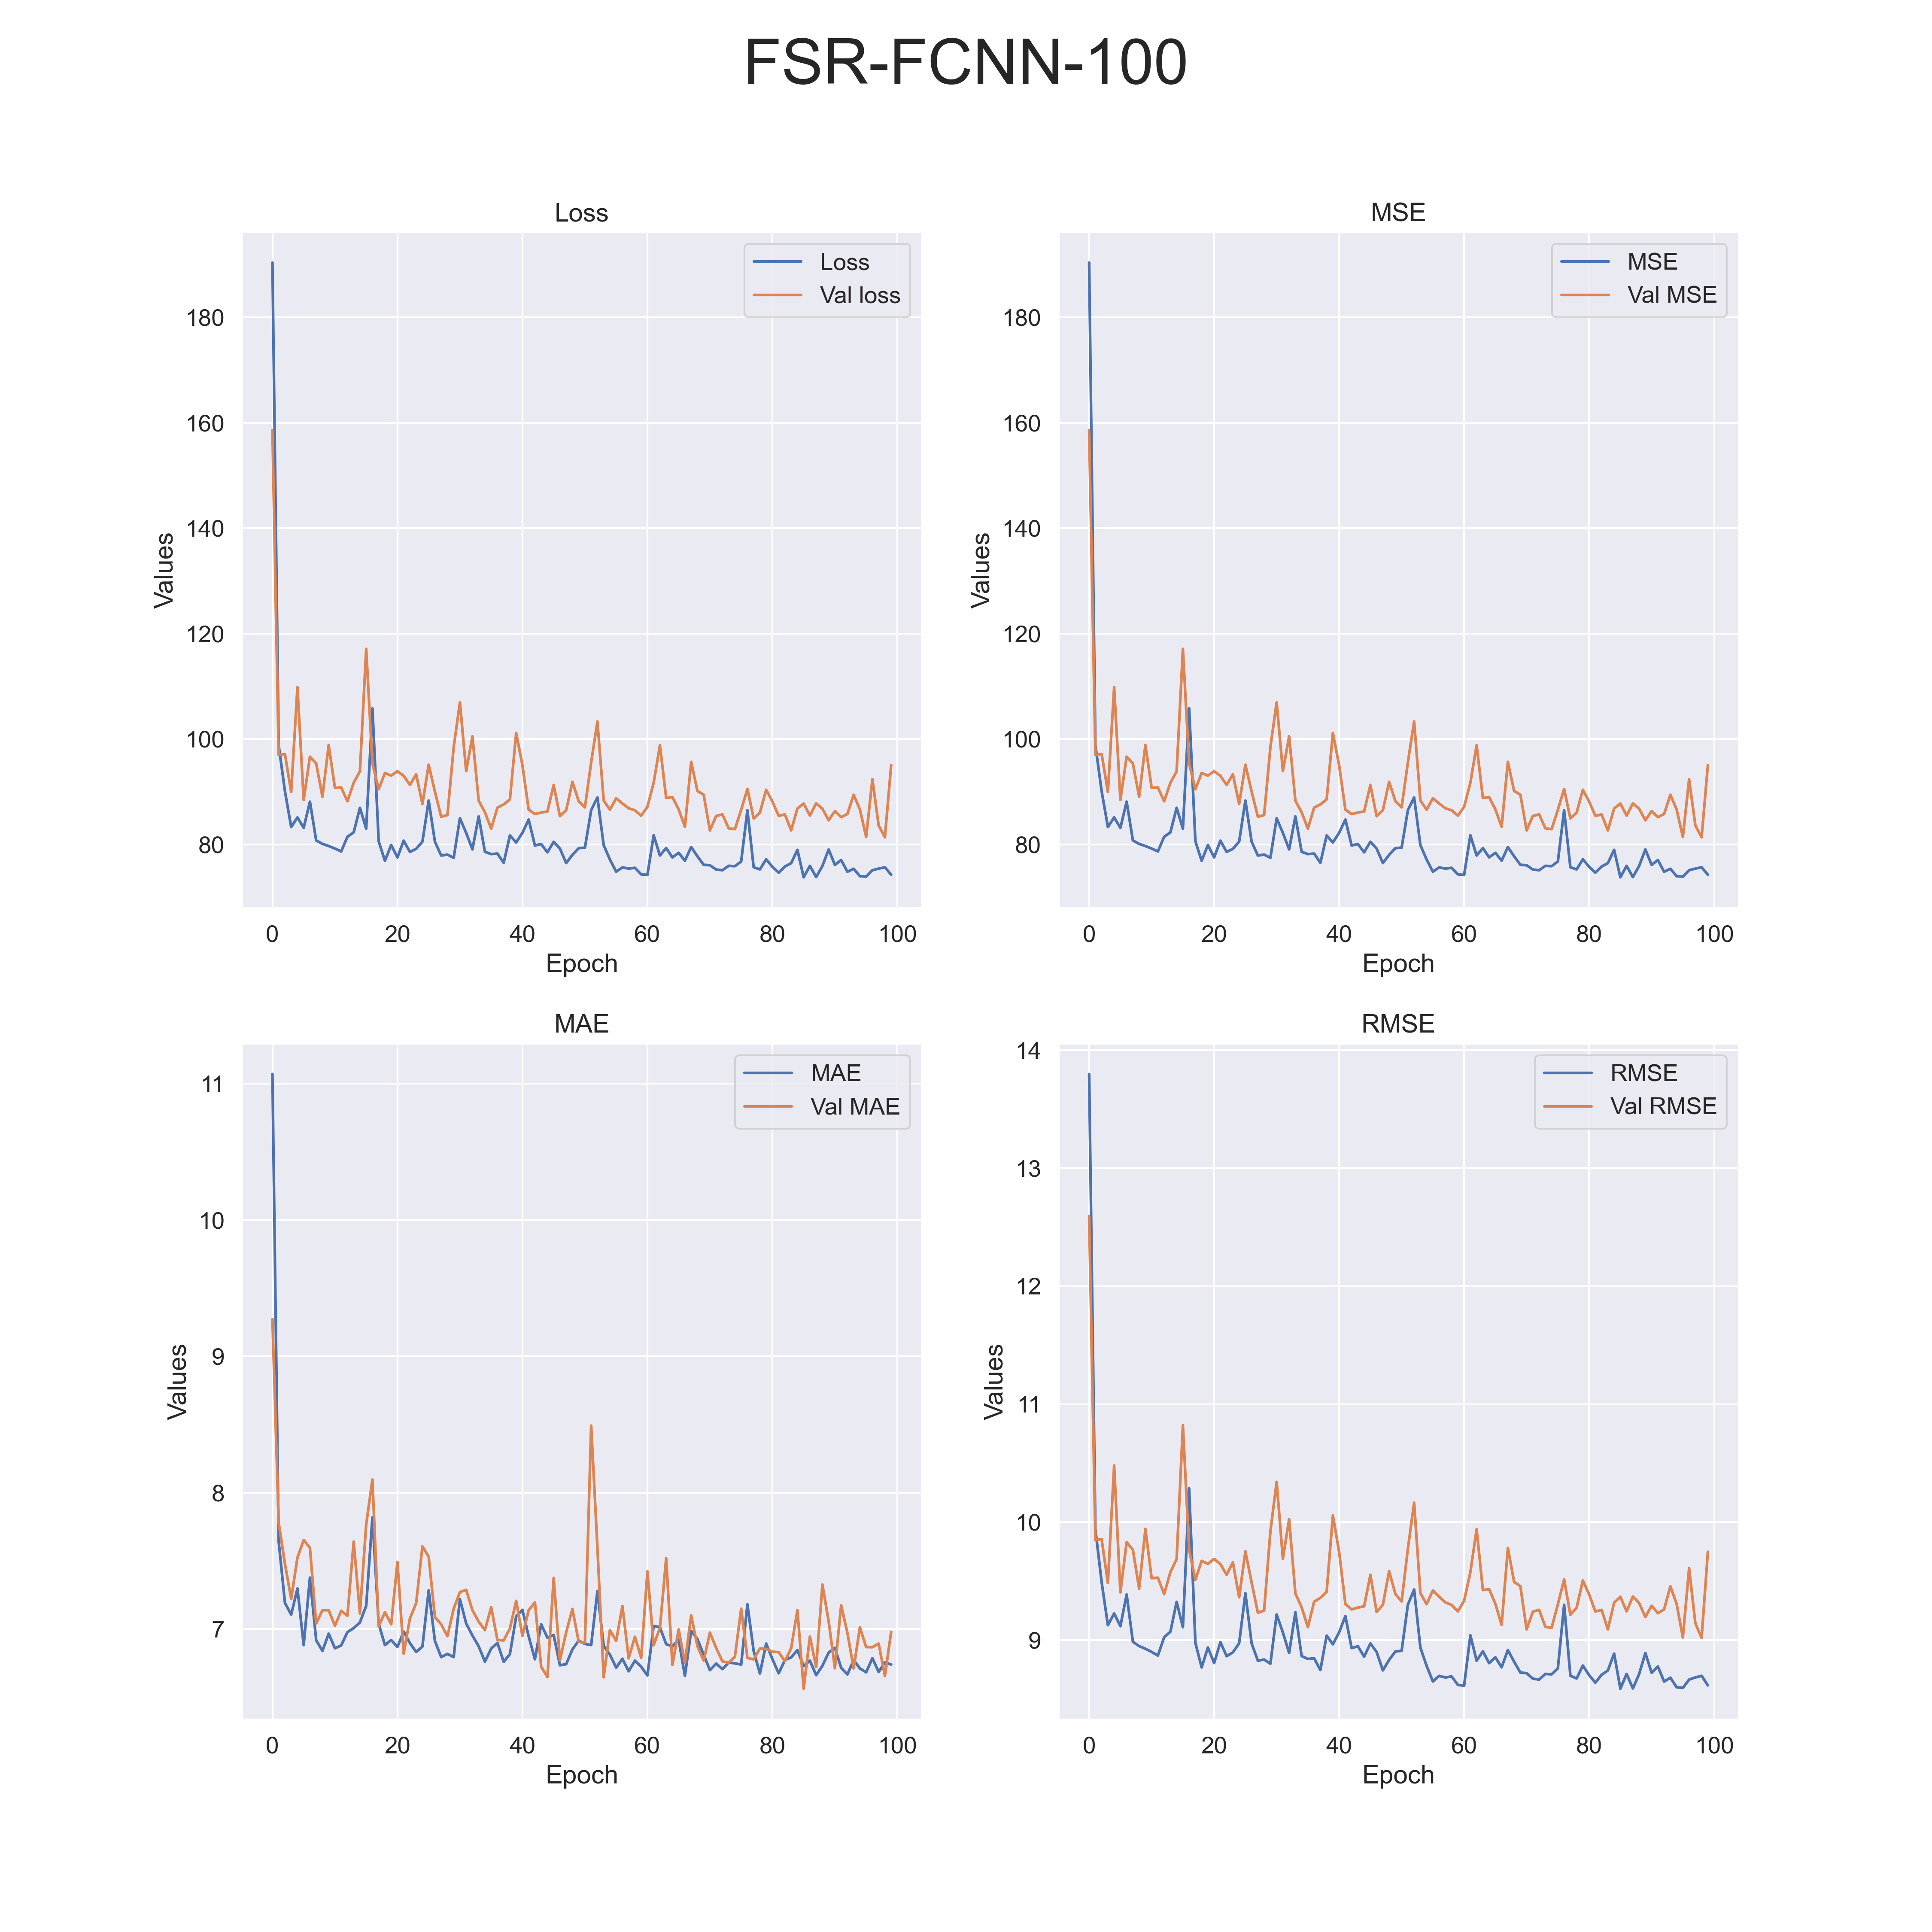 FSR-FCNN-100
Loss
Loss
Val loss
180
160
140
120
100
80
Values
0 20 40 60 80 100
Epoch
MSE
MSE
Val MSE
180
160
140
120
100
80
Values
0 20 40 60 80 100
Epoch
MAE
MAE
Val MAE
11
10
9
8
7
Values
0 20 40 60 80 100
Epoch
RMSE
RMSE
Val RMSE
14
13
12
11
10
9
Values
0 20 40 60 80 100
Epoch